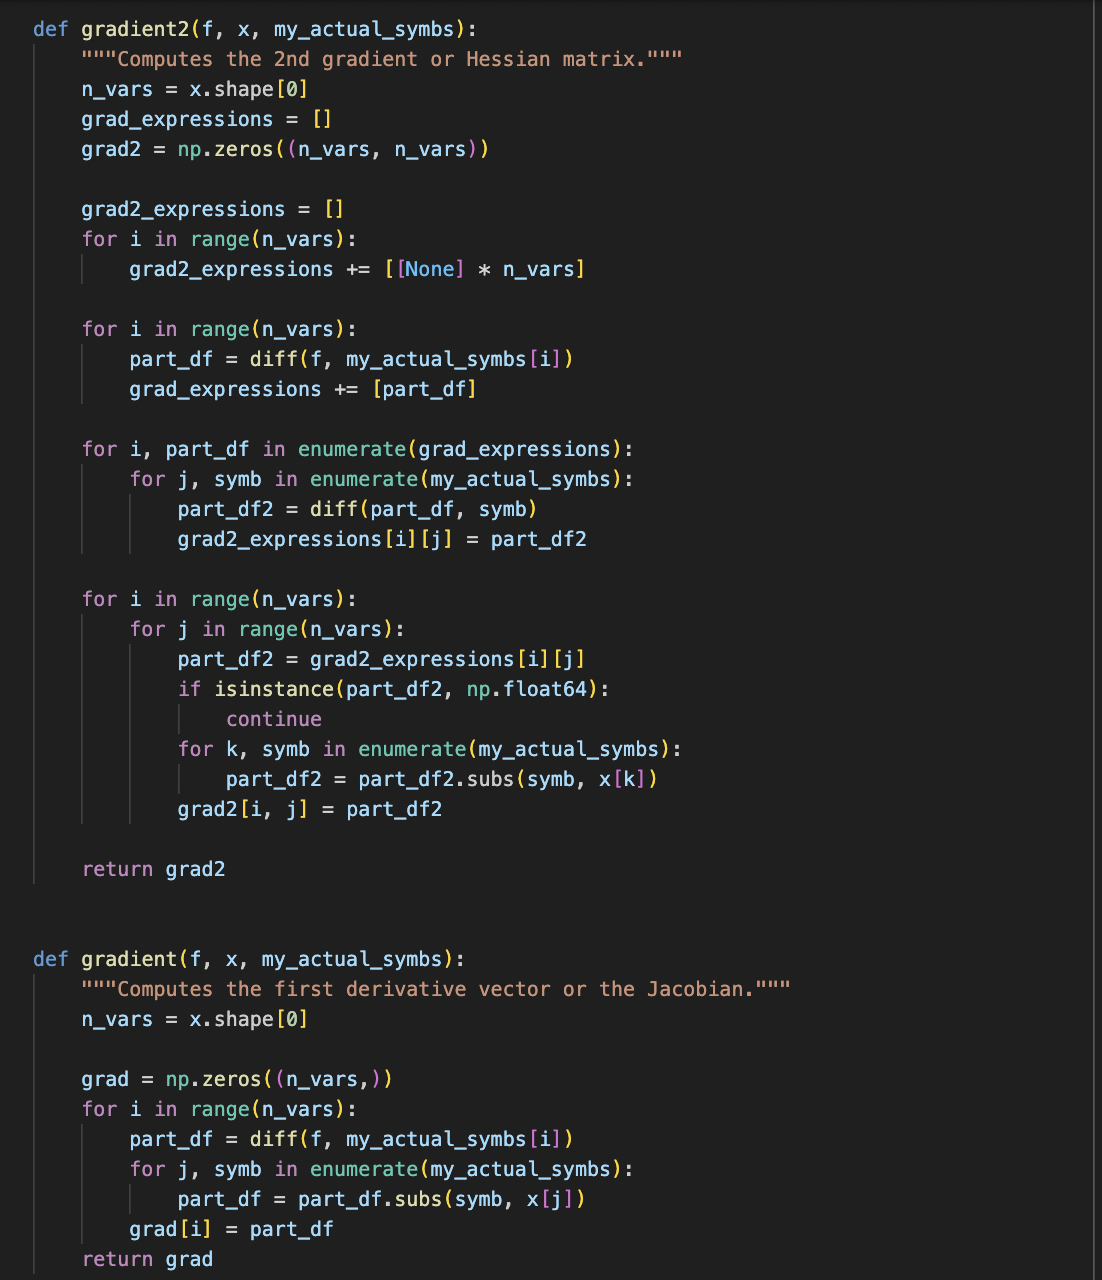 def gradient2(f, x, my_actual_symbs):
    """Computes the 2nd gradient or Hessian matrix."""
    n_vars = x.shape[0]
    grad_expressions = []
    grad2 = np.zeros((n_vars, n_vars))

    grad2_expressions = []
    for i in range(n_vars):
        grad2_expressions += [[None] * n_vars]

    for i in range(n_vars):
        part_df = diff(f, my_actual_symbs[i])
        grad_expressions += [part_df]

    for i, part_df in enumerate(grad_expressions):
        for j, symb in enumerate(my_actual_symbs):
            part_df2 = diff(part_df, symb)
            grad2_expressions[i][j] = part_df2

    for i in range(n_vars):
        for j in range(n_vars):
            part_df2 = grad2_expressions[i][j]
            if isinstance(part_df2, np.float64):
                continue
            for k, symb in enumerate(my_actual_symbs):
                part_df2 = part_df2.subs(symb, x[k])
            grad2[i, j] = part_df2

    return grad2


def gradient(f, x, my_actual_symbs):
    """Computes the first derivative vector or the Jacobian."""
    n_vars = x.shape[0]

    grad = np.zeros((n_vars,))
    for i in range(n_vars):
        part_df = diff(f, my_actual_symbs[i])
        for j, symb in enumerate(my_actual_symbs):
            part_df = part_df.subs(symb, x[j])
        grad[i] = part_df
    return grad